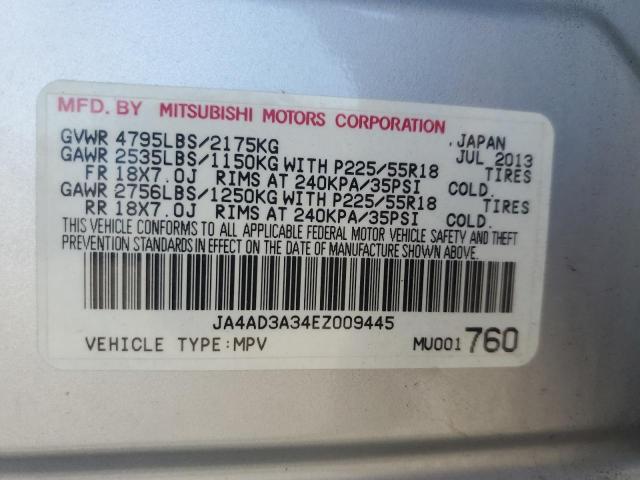 MFD. BY MITSUBISHI MOTORS CORPORATION
GVWR 4795LBS/2175KG JAPAN JUL 2013
GAWR 2535LBS/1150KG WITH P225/55R18 TIRES
FR 18X7.0J RIMS AT 240KPA/35PSI COLD.
GAWR 2756LBS/1250KG WITH P225/55R18 TIRES
RR 18X7.0J RIMS AT 240KPA/35PSI COLD.
THIS VEHICLE CONFORMS TO ALL APPLICABLE FEDERAL MOTOR VEHICLE SAFETY AND THEFT
PREVENTION STANDARDS IN EFFECT ON THE DATE OF MANUFACTURE SHOWN ABOVE.
JA4AD3A34EZ009445
VEHICLE TYPE:MPV MU001760